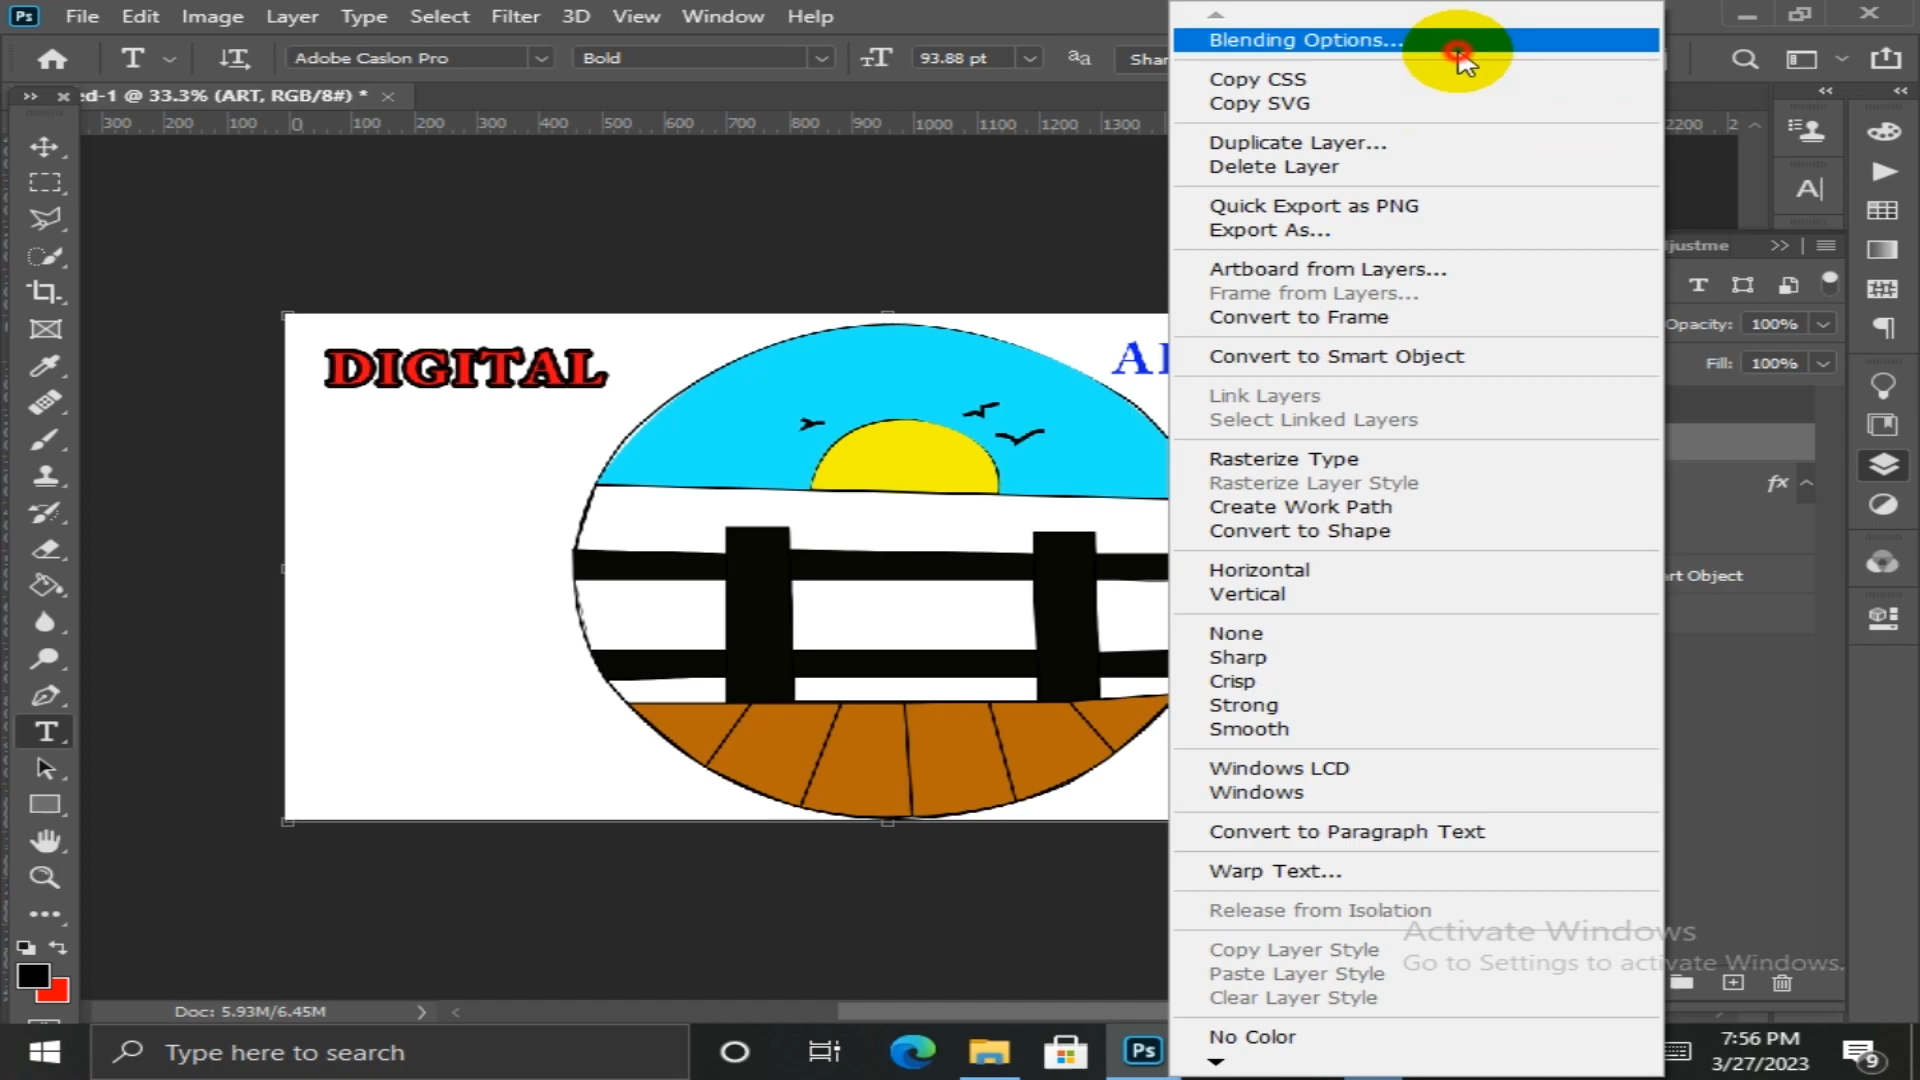 Ps File Edit Image Layer Type Select Filter 3D View Window Help
T Adobe Caslon Pro Bold 93.88 pt aa Shar
ed-1 @ 33.3% (ART, RGB/8#) *
300 200 100 0 100 200 300 400 500 600 700 800 900 1000 1100 1200 1300 2200 2
DIGITAL
A
Blending Options...
Copy CSS
Copy SVG
Duplicate Layer...
Delete Layer
Quick Export as PNG
Export As...
Artboard from Layers...
Frame from Layers...
Convert to Frame
Convert to Smart Object
Link Layers
Select Linked Layers
Rasterize Type
Rasterize Layer Style
Create Work Path
Convert to Shape
Horizontal
Vertical
None
Sharp
Crisp
Strong
Smooth
Windows LCD
Windows
Convert to Paragraph Text
Warp Text...
Release from Isolation
Copy Layer Style
Paste Layer Style
Clear Layer Style
No Color
justme
Opacity: 100%
Fill: 100%
fx
rt Object
Activate Windows
Go to Settings to activate Windows.
Doc: 5.93M/6.45M
Type here to search
Ps
7:56 PM
3/27/2023
9